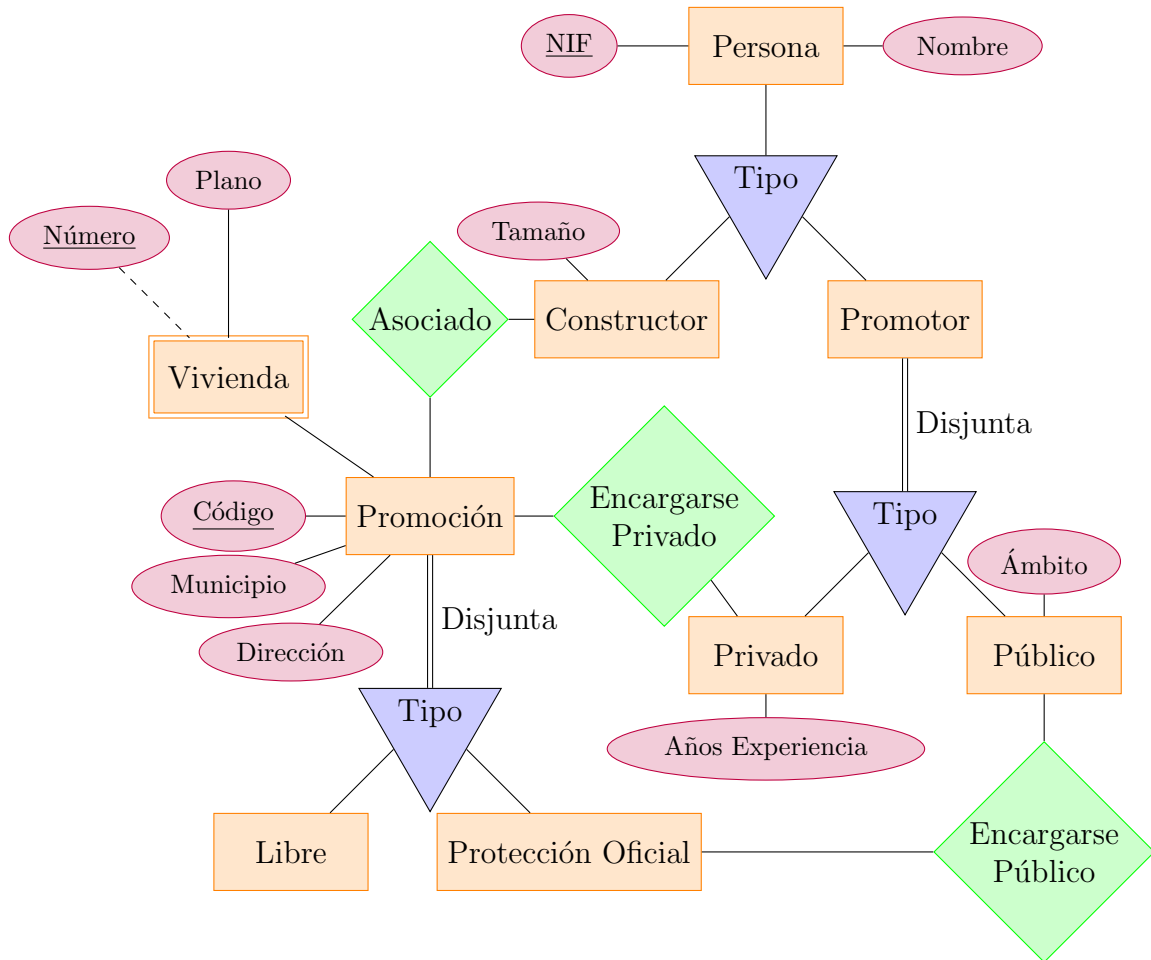 NIF
Persona
Nombre
Tipo
Plano
Número
Tamaño
Asociado
Constructor
Promotor
Vivienda
Disjunta
Encargarse
Privado
Código
Promoción
Tipo
Municipio
Ámbito
Disjunta
Dirección
Privado
Público
Tipo
Años Experiencia
Libre
Protección Oficial
Encargarse
Público